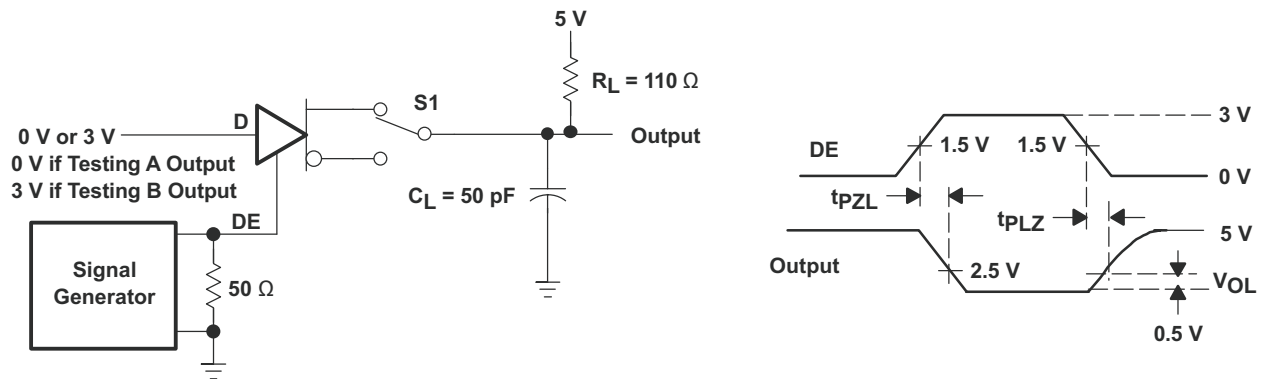 5 V
R_L = 110 Ω
S1
D
0 V or 3 V
0 V if Testing A Output
3 V if Testing B Output
Output
C_L = 50 pF
DE
Signal
Generator
50 Ω
3 V
DE
1.5 V
1.5 V
0 V
t_PZL
t_PLZ
5 V
Output
2.5 V
V_OL
0.5 V